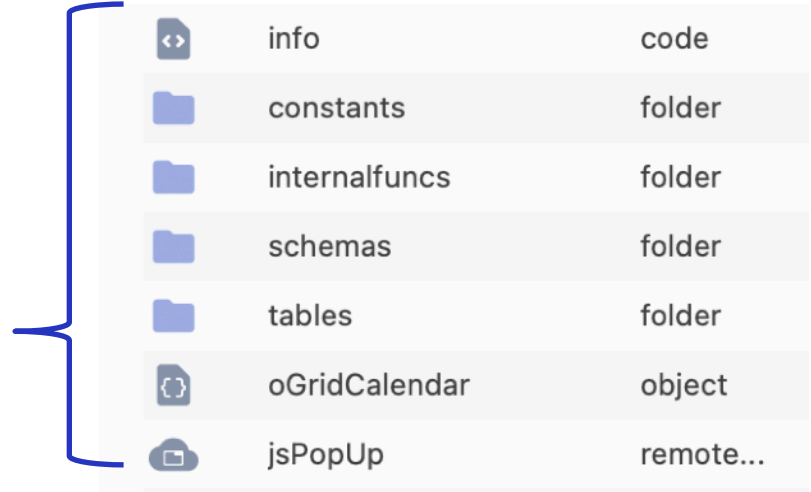 info code
constants folder
internalfuncs folder
schemas folder
tables folder
oGridCalendar object
jsPopUp remote...